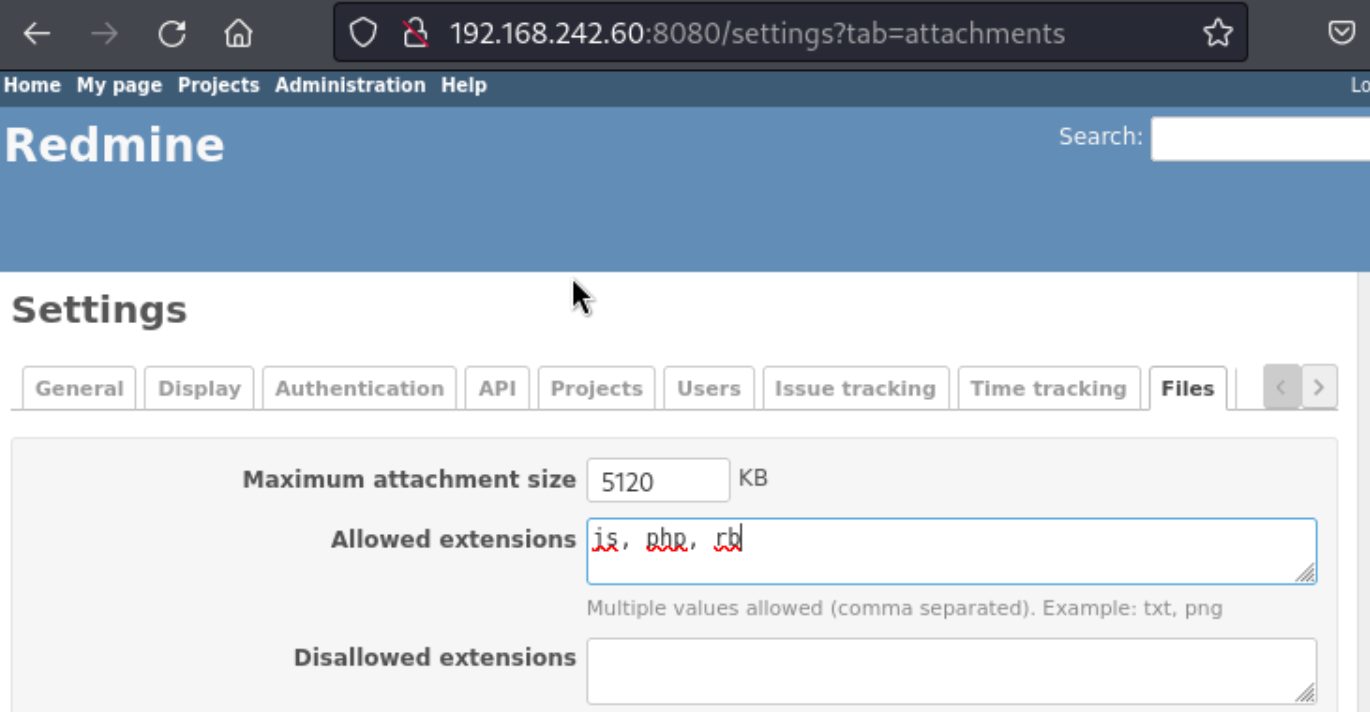 192.168.242.60:8080/settings?tab=attachments
Home My page Projects Administration Help Lo
Redmine
Search:
Settings
General Display Authentication API Projects Users Issue tracking Time tracking Files
Maximum attachment size 5120 KB
Allowed extensions js, php, rb
Multiple values allowed (comma separated). Example: txt, png
Disallowed extensions